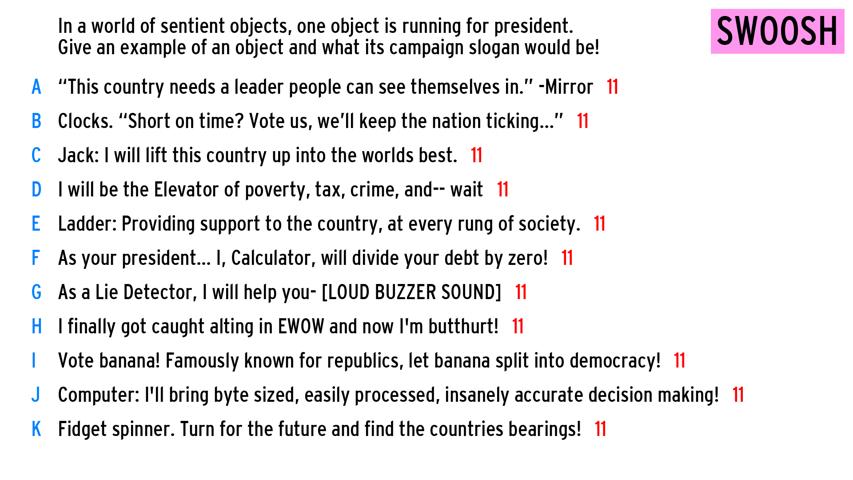 In a world of sentient objects, one object is running for president.
Give an example of an object and what its campaign slogan would be!
SWOOSH
A “This country needs a leader people can see themselves in.” -Mirror 11
B Clocks. “Short on time? Vote us, we’ll keep the nation ticking...” 11
C Jack: I will lift this country up into the worlds best. 11
D I will be the Elevator of poverty, tax, crime, and-- wait 11
E Ladder: Providing support to the country, at every rung of society. 11
F As your president... I, Calculator, will divide your debt by zero! 11
G As a Lie Detector, I will help you- [LOUD BUZZER SOUND] 11
H I finally got caught alting in EWOW and now I'm butthurt! 11
I Vote banana! Famously known for republics, let banana split into democracy! 11
J Computer: I'll bring byte sized, easily processed, insanely accurate decision making! 11
K Fidget spinner. Turn for the future and find the countries bearings! 11